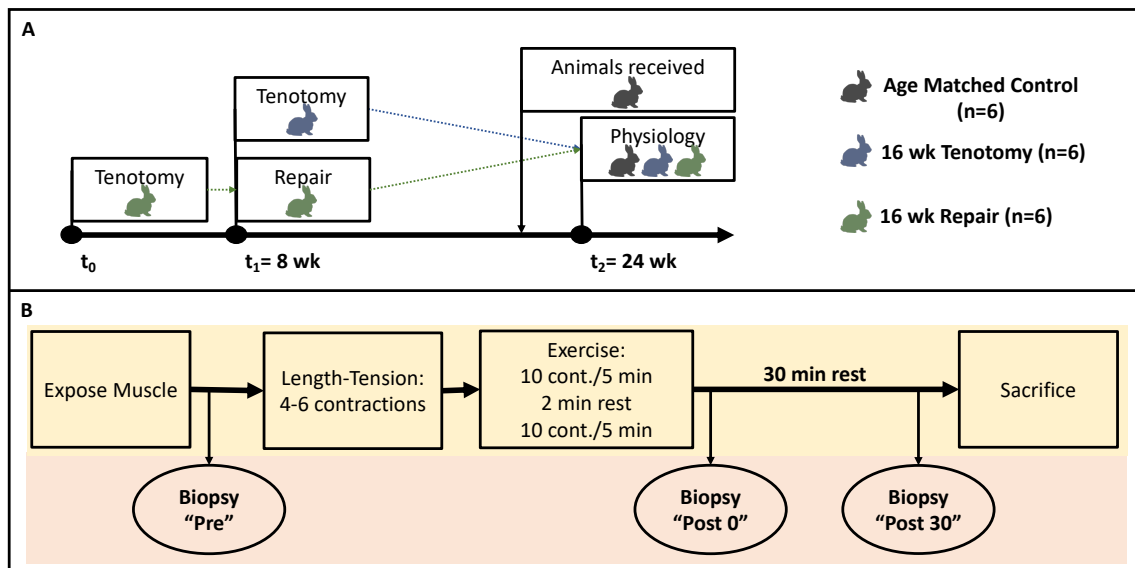 A
Animals received
Tenotomy
Physiology
Tenotomy
Repair
t0
t1= 8 wk
t2= 24 wk
Age Matched Control
(n=6)
16 wk Tenotomy (n=6)
16 wk Repair (n=6)
B
Expose Muscle
Length-Tension:
4-6 contractions
Exercise:
10 cont./5 min
2 min rest
10 cont./5 min
30 min rest
Sacrifice
Biopsy
“Pre”
Biopsy
“Post 0”
Biopsy
“Post 30”